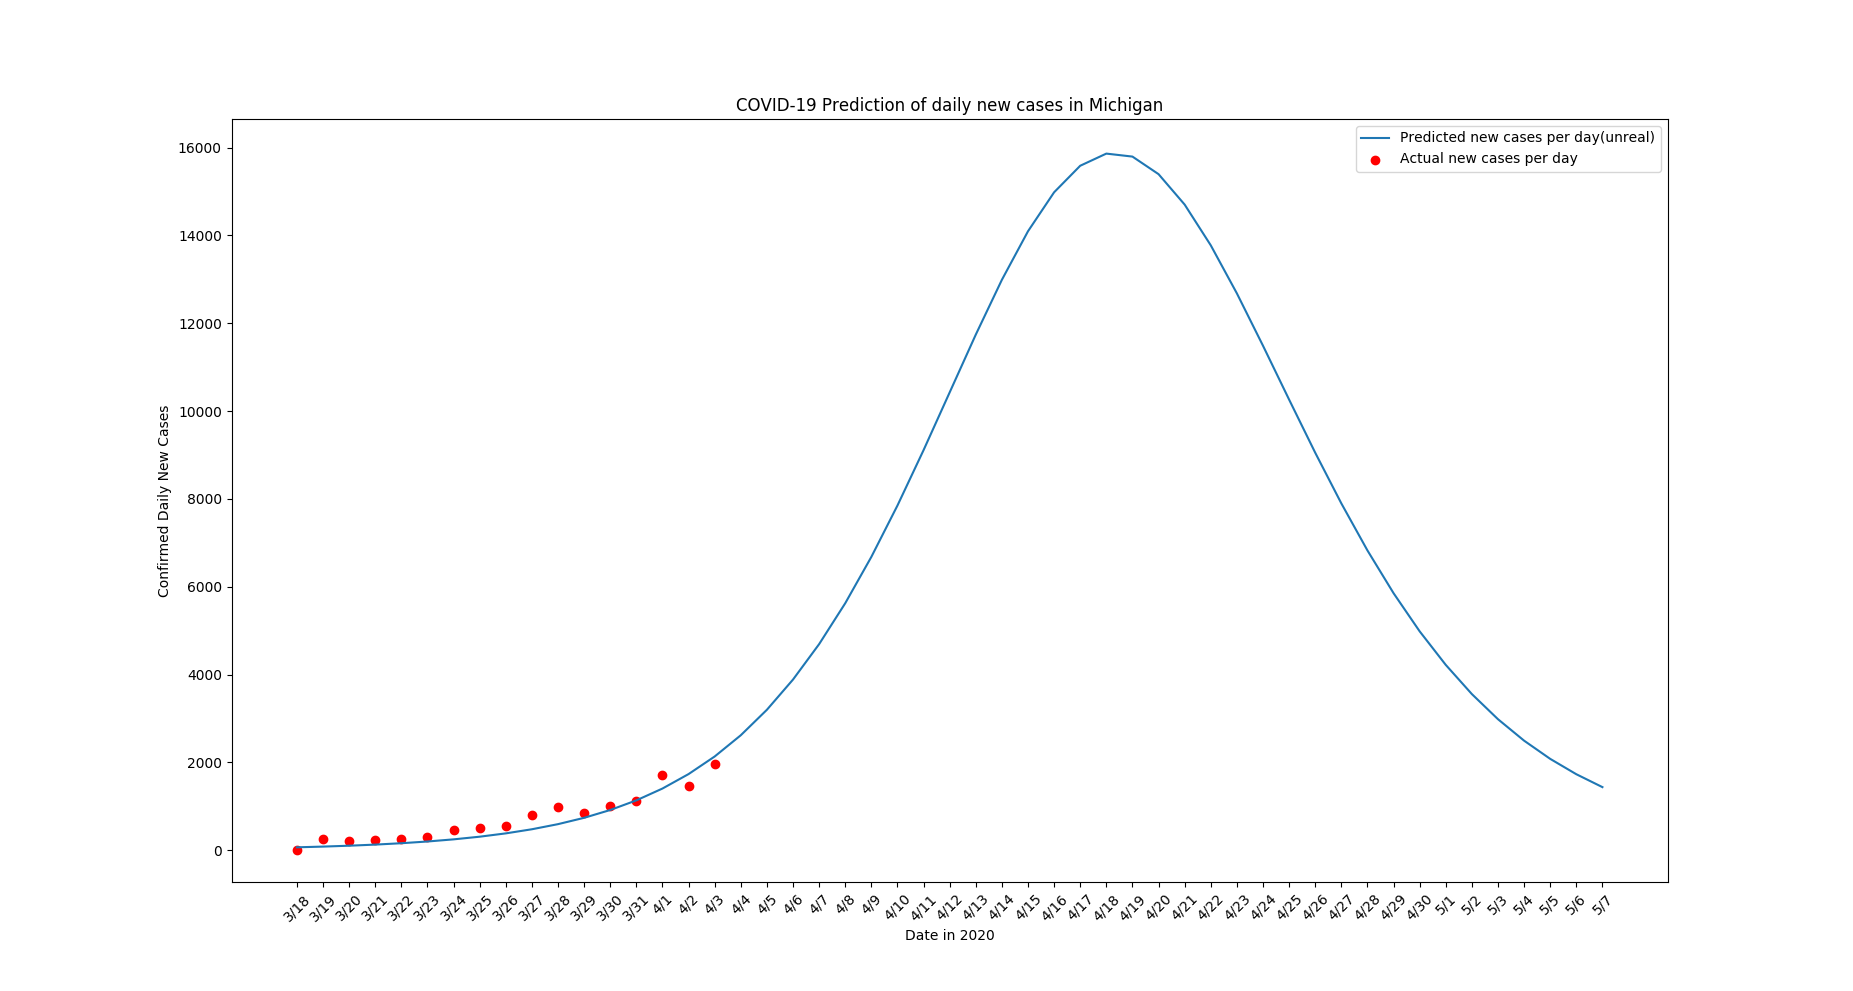 COVID-19 Prediction of daily new cases in Michigan
Predicted new cases per day(unreal)
Actual new cases per day
16000
14000
12000
10000
8000
6000
4000
2000
0
Confirmed Daily New Cases
3/18 3/19 3/20 3/21 3/22 3/23 3/24 3/25 3/26 3/27 3/28 3/29 3/30 3/31 4/1 4/2 4/3 4/4 4/5 4/6 4/7 4/8 4/9 4/10 4/11 4/12 4/13 4/14 4/15 4/16 4/17 4/18 4/19 4/20 4/21 4/22 4/23 4/24 4/25 4/26 4/27 4/28 4/29 4/30 5/1 5/2 5/3 5/4 5/5 5/6 5/7
Date in 2020